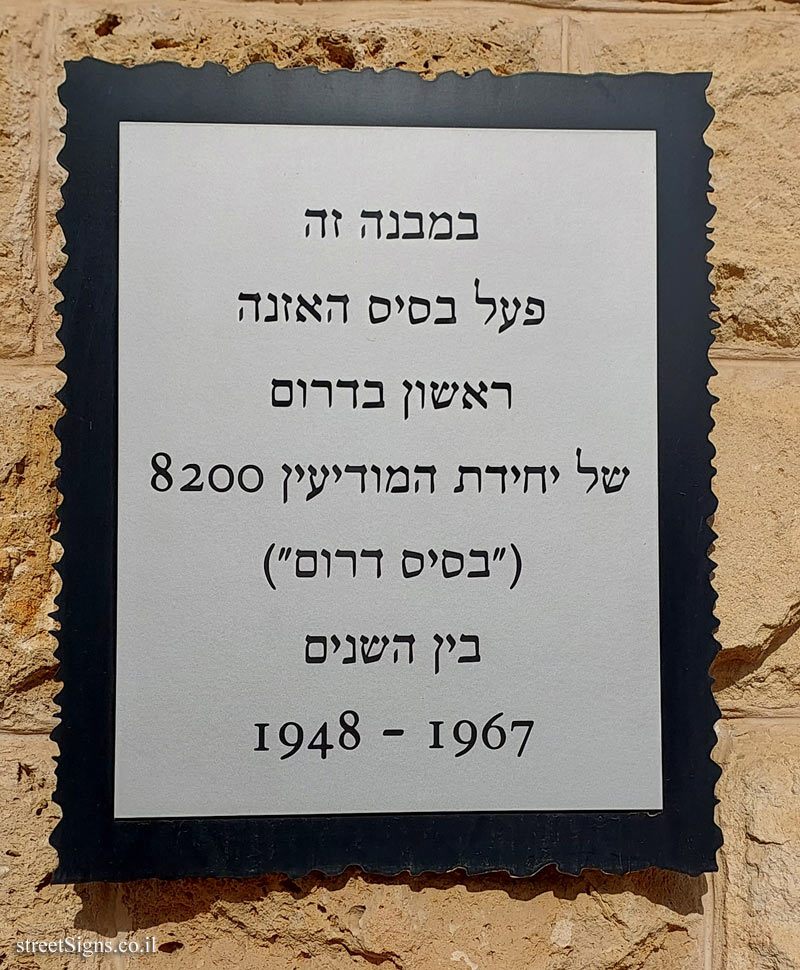 במבנה זה
פעל בסיס האזנה
ראשון בדרום
של יחידת המודיעין 8200
("בסיס דרום")
בין השנים
1948 - 1967
streetSigns.co.il